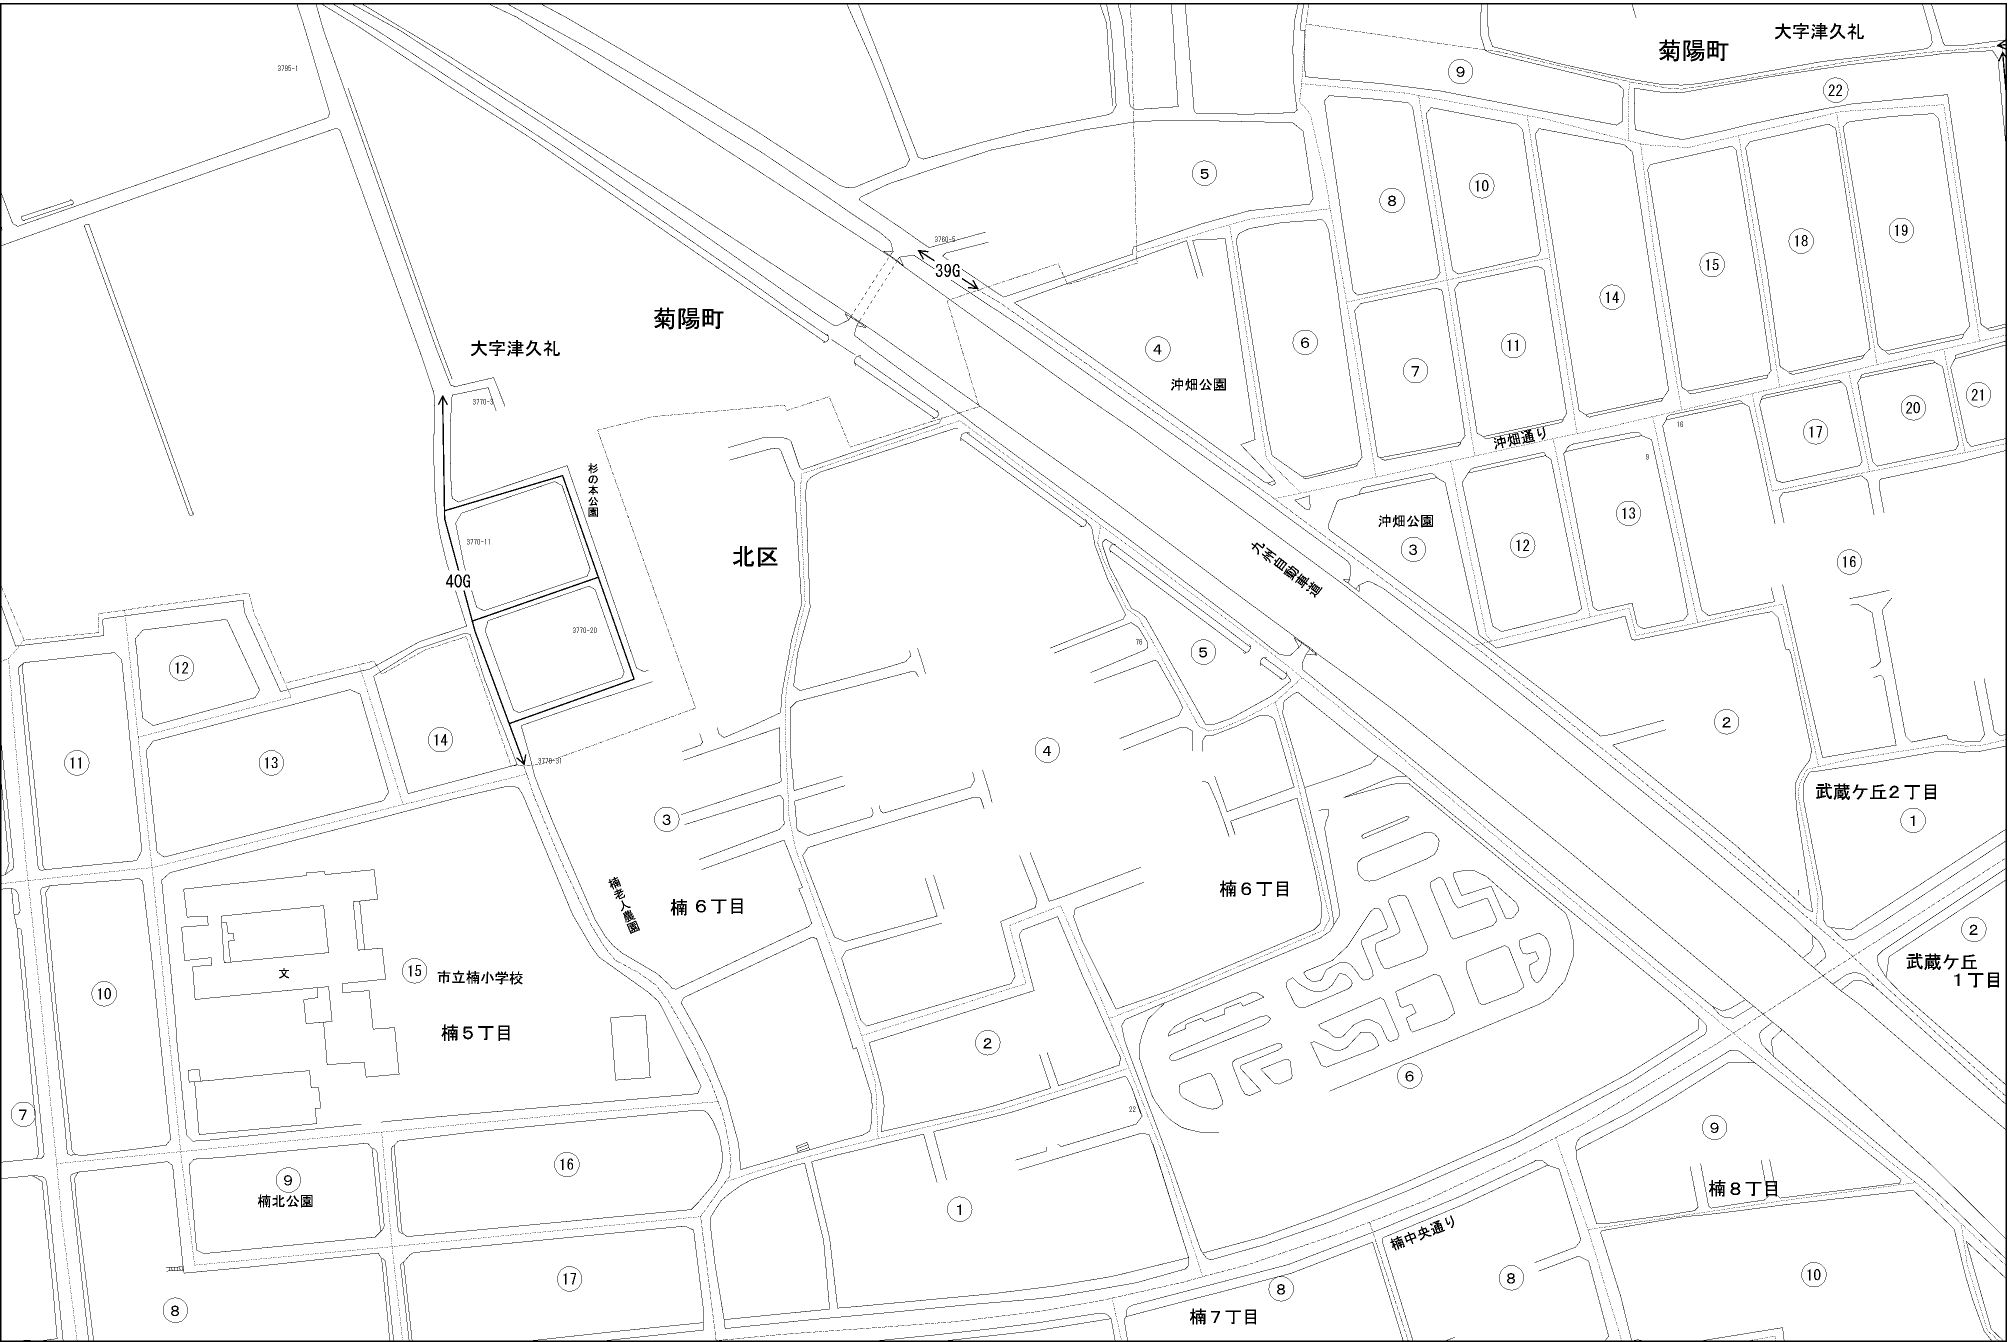 大字津久礼
菊陽町
3795-1
⑨
㉒
⑤
⑧
⑩
⑱
⑲
3760-5
39G
⑮
⑭
菊陽町
大字津久礼
④
沖畑公園
⑥
⑦
⑪
3770-3
⑰
⑳
㉑
16
沖畑通り
9
杉の本公園
3770-11
沖畑公園
③
⑫
⑬
⑯
北区
40G
九州自動車道
3770-20
76
⑤
⑫
⑪
⑬
⑭
3770-31
④
②
武蔵ケ丘2丁目
①
③
楠老人農園
楠6丁目
楠6丁目
②
武蔵ケ丘
1丁目
⑩
文
⑮
市立楠小学校
楠5丁目
②
⑥
⑦
22
⑨
⑯
⑨
楠北公園
楠8丁目
①
楠中央通り
⑧
⑰
⑧
⑧
⑩
楠7丁目